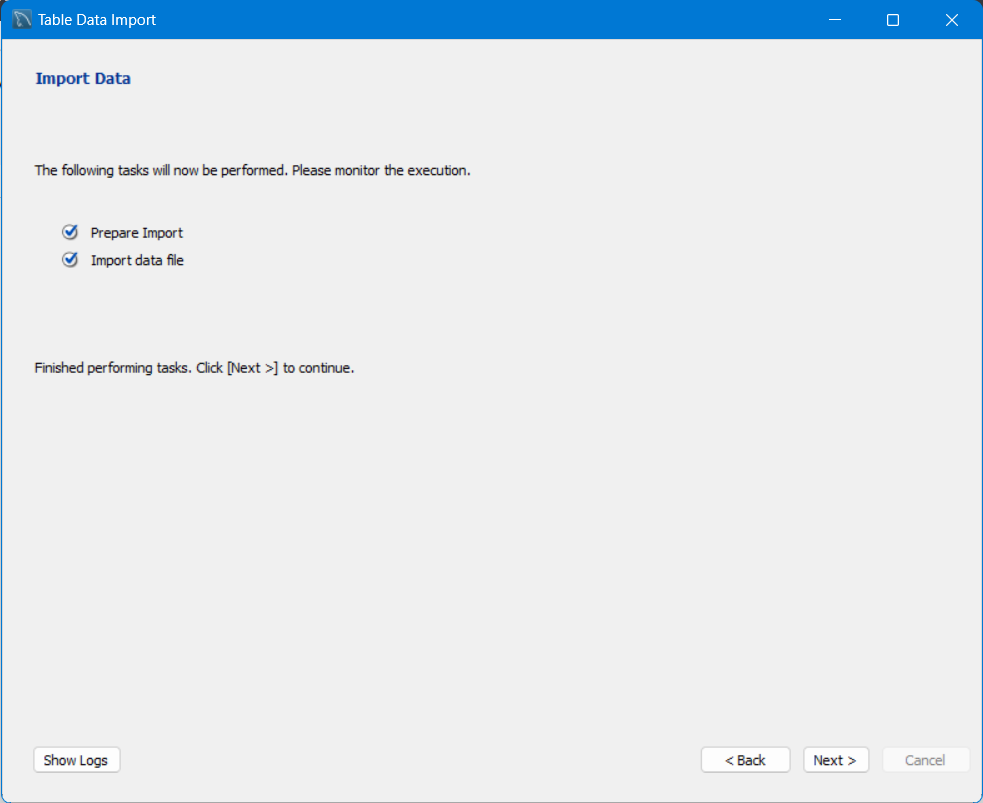 Table Data Import
Import Data
The following tasks will now be performed. Please monitor the execution.
Prepare Import
Import data file
Finished performing tasks. Click [Next >] to continue.
Show Logs
< Back
Next >
Cancel